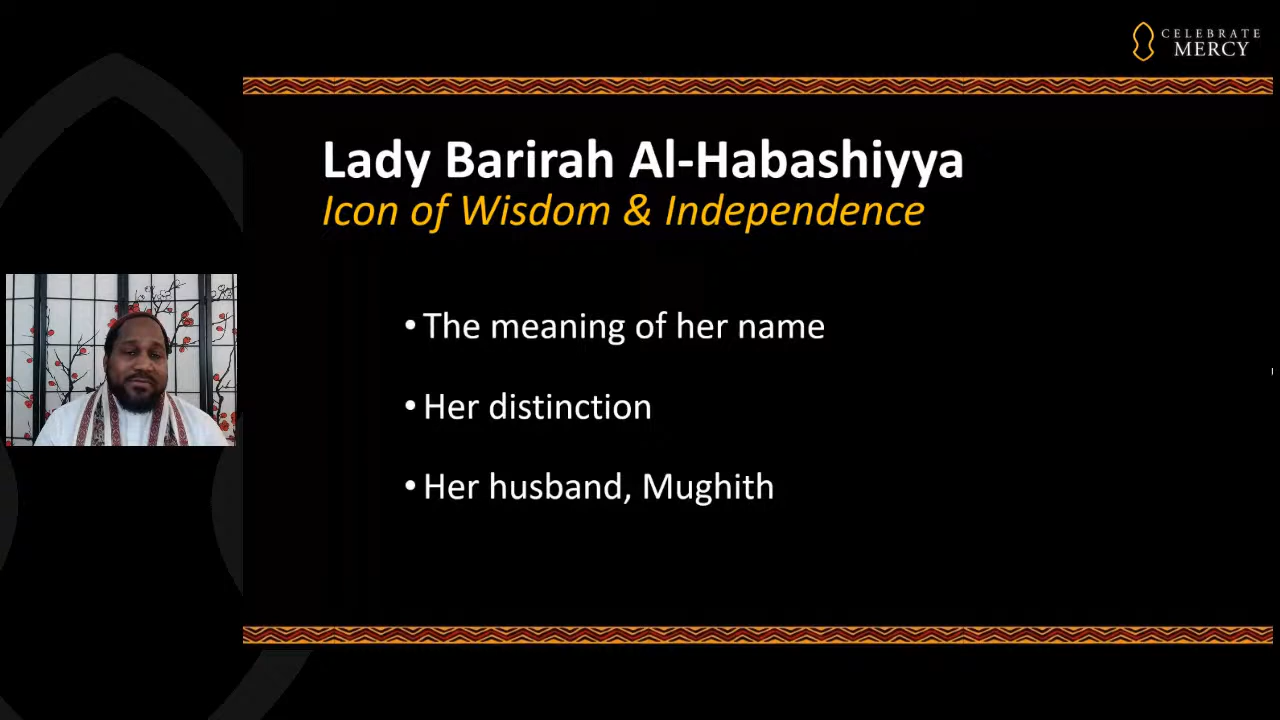 CELEBRATE
MERCY
Lady Barirah Al-Habashiyya
Icon of Wisdom & Independence
• The meaning of her name
• Her distinction
• Her husband, Mughith